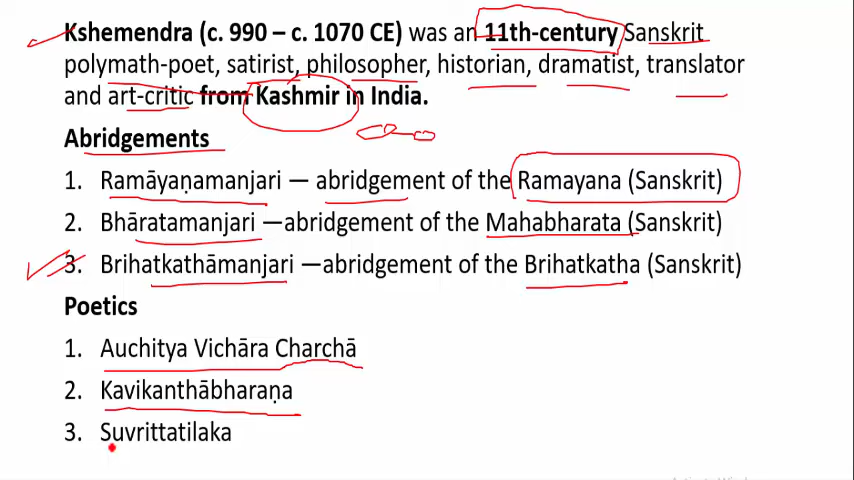 Kshemendra (c. 990 – c. 1070 CE) was an 11th-century Sanskrit
polymath-poet, satirist, philosopher, historian, dramatist, translator
and art-critic from Kashmir in India.
Abridgements
1. Ramāyaṇamanjari — abridgement of the Ramayana (Sanskrit)
2. Bhāratamanjari —abridgement of the Mahabharata (Sanskrit)
3. Brihatkathāmanjari —abridgement of the Brihatkatha (Sanskrit)
Poetics
1. Auchitya Vichāra Charchā
2. Kavikanthābharaṇa
3. Suvrittatilaka